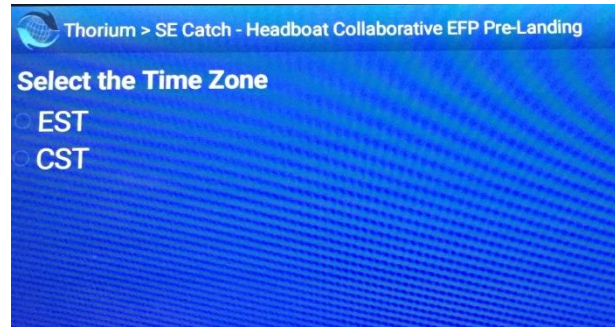 Thorium > SE Catch - Headboat Collaborative EFP Pre-Landing
Select the Time Zone
EST
CST